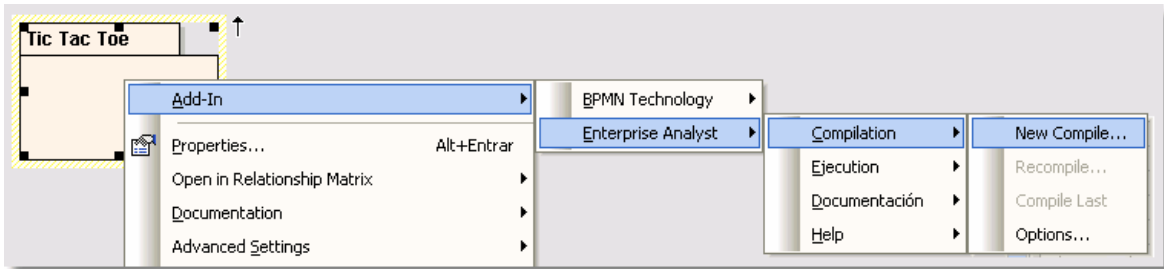 Tic Tac Toe
Add-In
Properties... Alt+Entrar
Open in Relationship Matrix
Documentation
Advanced Settings
BPMN Technology
Enterprise Analyst
Compilation
Ejecution
Documentación
Help
New Compile...
Recompile...
Compile Last
Options...